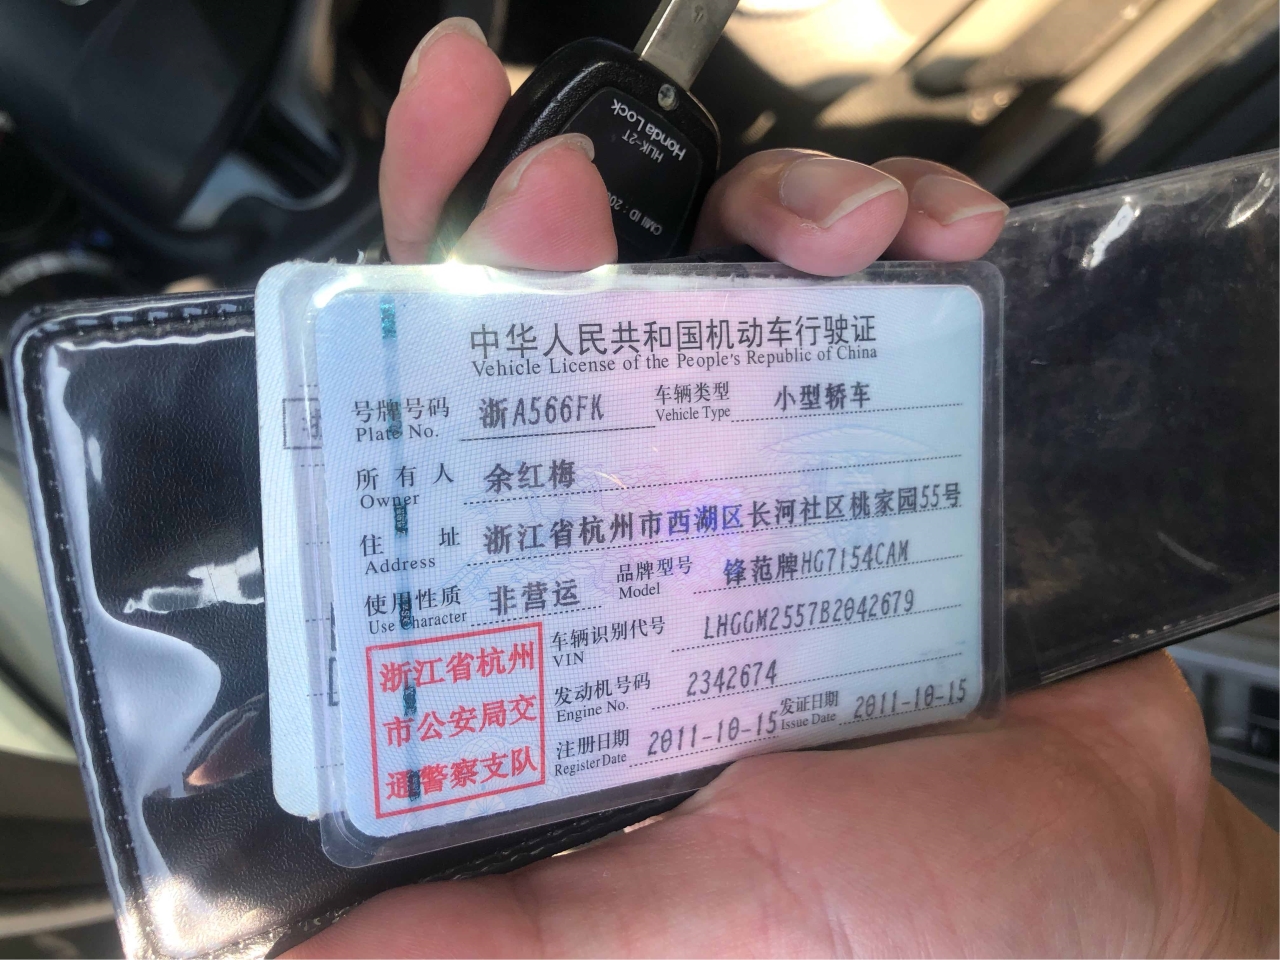 Honda Lock
HLIK-2T
CMII ID : 20
中华人民共和国机动车行驶证
Vehicle License of the People's Republic of China
号牌号码 浙A566FK 车辆类型 小型轿车
Plate No. Vehicle Type
所有人 余红梅
Owner
住址 浙江省杭州市西湖区长河社区桃家园55号
Address
使用性质 非营运 品牌型号 锋范牌HG7154CAM
Use Character Model
车辆识别代号 LHGGM2557B2042679
VIN
发动机号码 2342674
Engine No.
注册日期 2011-10-15 发证日期 2011-10-15
Register Date Issue Date
浙江省杭州
市公安局交
通警察支队